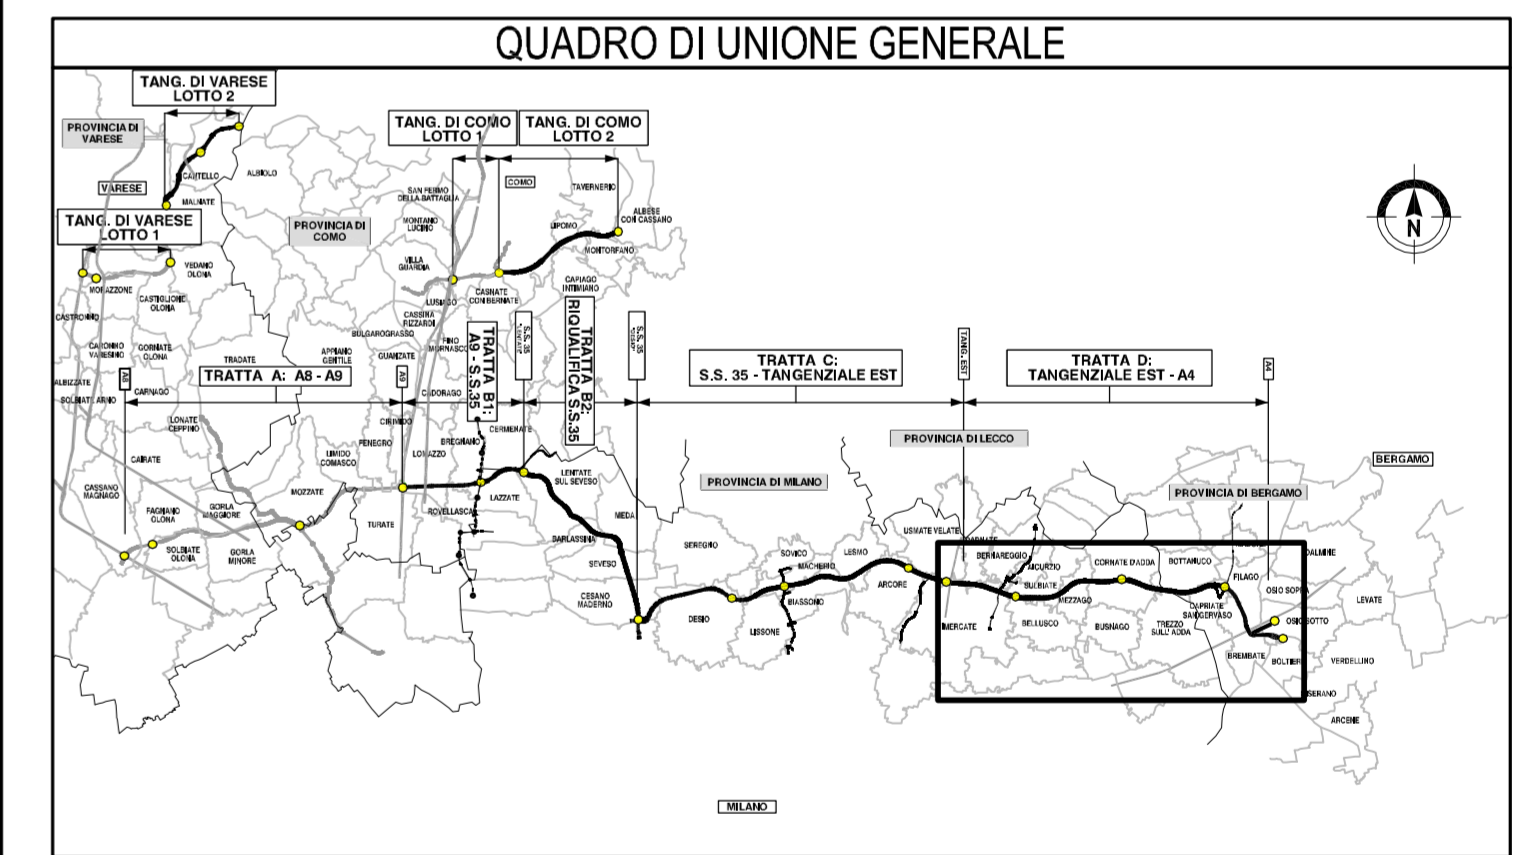 QUADRO DI UNIONE GENERALE
TANG. DI VARESE
LOTTO 2
PROVINCIA DI
VARESE
VARESE
CANTELLO
ALBIOLO
MALNATE
TANG. DI VARESE
LOTTO 1
PROVINCIA DI
COMO
TANG. DI COMO
LOTTO 1
TANG. DI COMO
LOTTO 2
COMO
SAN FERMO
DELLA BATTAGLIA
TAVERNERIO
ALBESE
CON CASSANO
MONTANO
LUCINO
LIPOMO
MONTORFANO
VILLA
GUARDIA
CAPIAGO
INTIMIANO
LUISAGO
CASNATE
CON BERNATE
CASSINA
RIZZARDI
BULGAROGRASSO
FINO
MORNASCO
VEDANO
OLONA
MORAZZONE
CASTIGLIONE
OLONA
CASTRONNO
CARONNO
VARESINO
GORNATE
OLONA
TRADATE
APPIANO
GENTILE
GUANZATE
ALBIZZATE
SOLBIATE ARNO
CARNAGO
A8
TRATTA A: A8 - A9
A9
TRATTA B1:
A9 - S.S.35
S.S. 35
"LENTATE"
TRATTA B2:
RIQUALIFICA S.S.35
S.S. 35
"DESIO"
TRATTA C:
S.S. 35 - TANGENZIALE EST
TANG. EST
TRATTA D:
TANGENZIALE EST - A4
A4
N
LONATE
CEPPINO
CADORAGO
CIRIMIDO
FENEGRO
CERMENATE
BREGNANO
LOMAZZO
LIMIDO
COMASCO
CAIRATE
CASSANO
MAGNAGO
FAGNANO
OLONA
GORLA
MAGGIORE
MOZZATE
TURATE
ROVELLASCA
LAZZATE
LENTATE
SUL SEVESO
MEDA
SOLBIATE
OLONA
GORLA
MINORE
BARLASSINA
SEVESO
CESANO
MADERNO
PROVINCIA DI MILANO
PROVINCIA DI LECCO
PROVINCIA DI BERGAMO
BERGAMO
SEREGNO
DESIO
LISSONE
SOVICO
MACHERIO
BIASSONO
LESMO
ARCORE
USMATE VELATE
BERNAREGGIO
AICURZIO
SULBIATE
MEZZAGO
BELLUSCO
CORNATE D'ADDA
BUSNAGO
BOTTANUCO
TREZZO
SULL' ADDA
CAPRIATE
SAN GERVASO
FILAGO
DALMINE
OSIO SOPRA
OSIO SOTTO
LEVATE
BREMBATE
BOLTIERE
VERDELLINO
ARCENE
MILANO